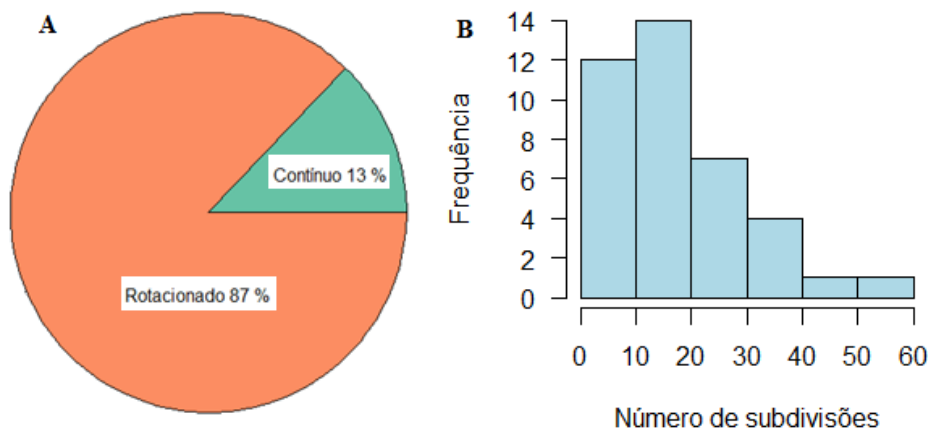 A
Contínuo 13 %
Rotacionado 87 %
B
Frequência
14
12
10
8
6
4
2
0
0 10 20 30 40 50 60
Número de subdivisões